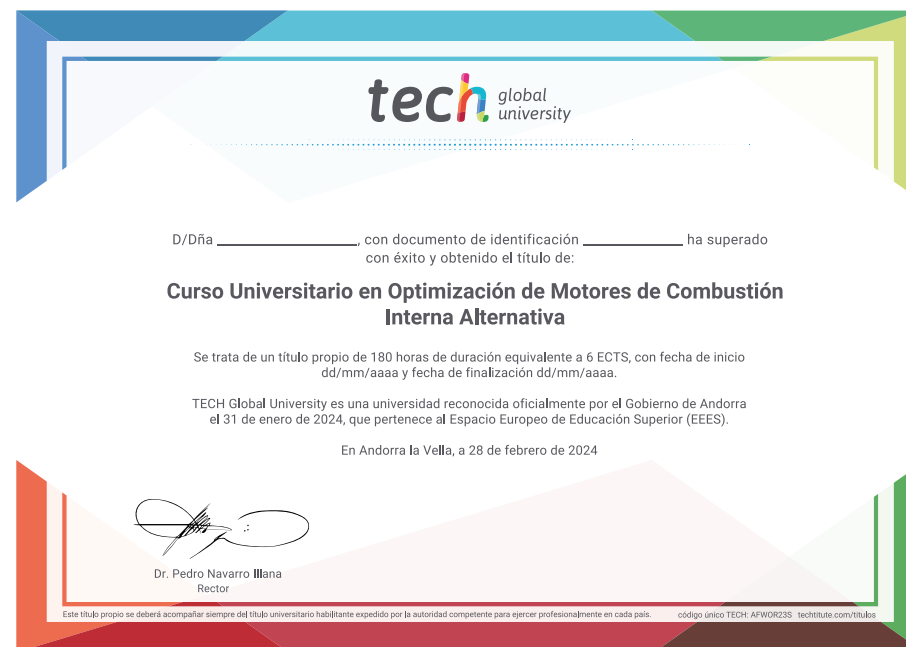 tech global university
D/Dña ____________________, con documento de identificación ______________ ha superado
con éxito y obtenido el título de:
Curso Universitario en Optimización de Motores de Combustión
Interna Alternativa
Se trata de un título propio de 180 horas de duración equivalente a 6 ECTS, con fecha de inicio
dd/mm/aaaa y fecha de finalización dd/mm/aaaa.
TECH Global University es una universidad reconocida oficialmente por el Gobierno de Andorra
el 31 de enero de 2024, que pertenece al Espacio Europeo de Educación Superior (EEES).
En Andorra la Vella, a 28 de febrero de 2024
Dr. Pedro Navarro Illana
Rector
Este título propio se deberá acompañar siempre del título universitario habilitante expedido por la autoridad competente para ejercer profesionalmente en cada país. código único TECH: AFWOR23S techtitute.com/titulos